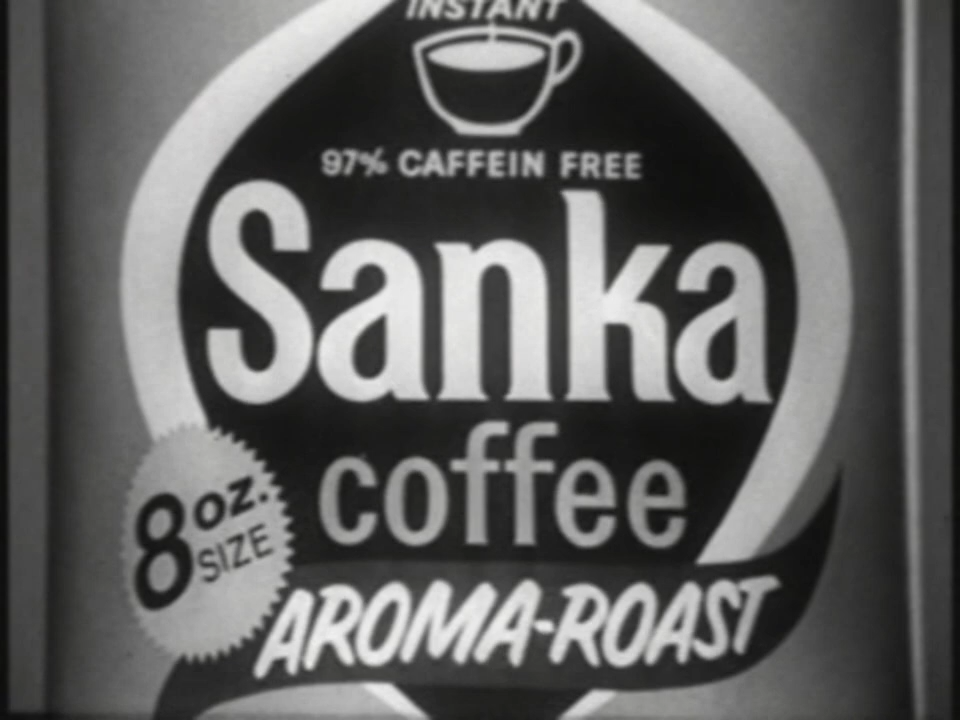 INSTANT
97% CAFFEIN FREE
Sanka
coffee
8 oz.
SIZE
AROMA-ROAST